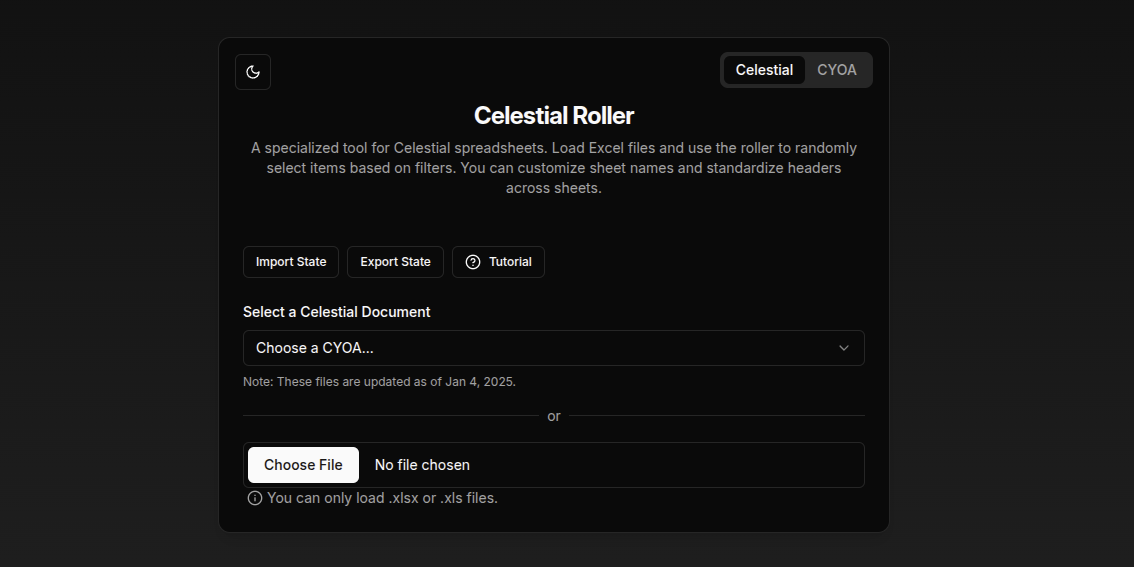 Celestial CYOA
Celestial Roller
A specialized tool for Celestial spreadsheets. Load Excel files and use the roller to randomly
select items based on filters. You can customize sheet names and standardize headers
across sheets.
Import State Export State Tutorial
Select a Celestial Document
Choose a CYOA...
Note: These files are updated as of Jan 4, 2025.
or
Choose File No file chosen
You can only load .xlsx or .xls files.